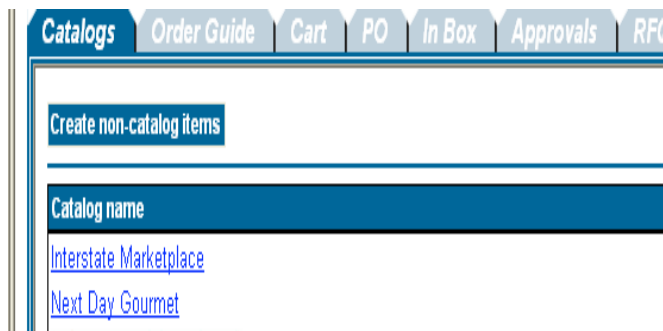 Catalogs Order Guide Cart PO In Box Approvals
Create non-catalog items
Catalog name
Interstate Marketplace
Next Day Gourmet